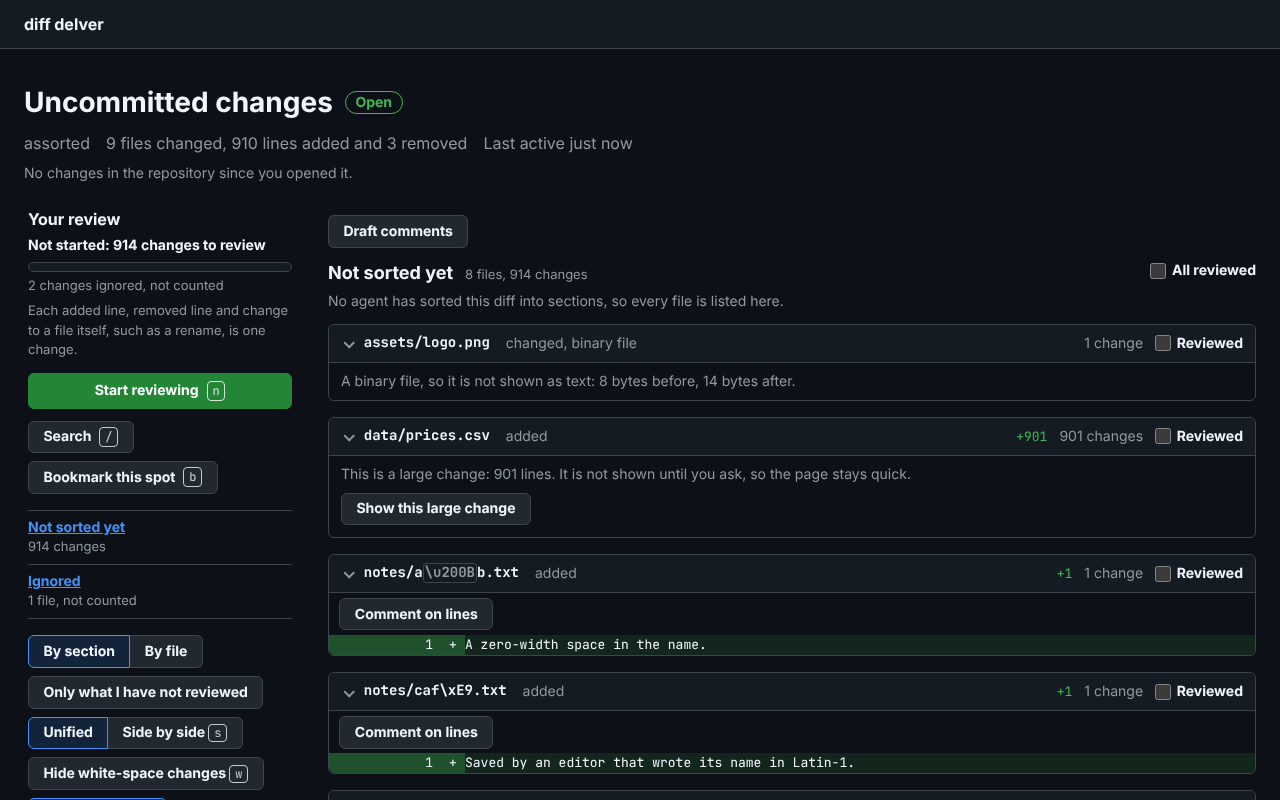 diff delver
Uncommitted changes Open
assorted 9 files changed, 910 lines added and 3 removed Last active just now
No changes in the repository since you opened it.
Your review
Not started: 914 changes to review
2 changes ignored, not counted
Each added line, removed line and change
to a file itself, such as a rename, is one
change.
Start reviewing n
Search /
Bookmark this spot b
Not sorted yet
914 changes
Ignored
1 file, not counted
By section By file
Only what I have not reviewed
Unified Side by side s
Hide white-space changes w
Draft comments
Not sorted yet 8 files, 914 changes All reviewed
No agent has sorted this diff into sections, so every file is listed here.
assets/logo.png changed, binary file 1 change Reviewed
A binary file, so it is not shown as text: 8 bytes before, 14 bytes after.
data/prices.csv added +901 901 changes Reviewed
This is a large change: 901 lines. It is not shown until you ask, so the page stays quick.
Show this large change
notes/a\u200Bb.txt added +1 1 change Reviewed
Comment on lines
1 + A zero-width space in the name.
notes/caf\xE9.txt added +1 1 change Reviewed
Comment on lines
1 + Saved by an editor that wrote its name in Latin-1.